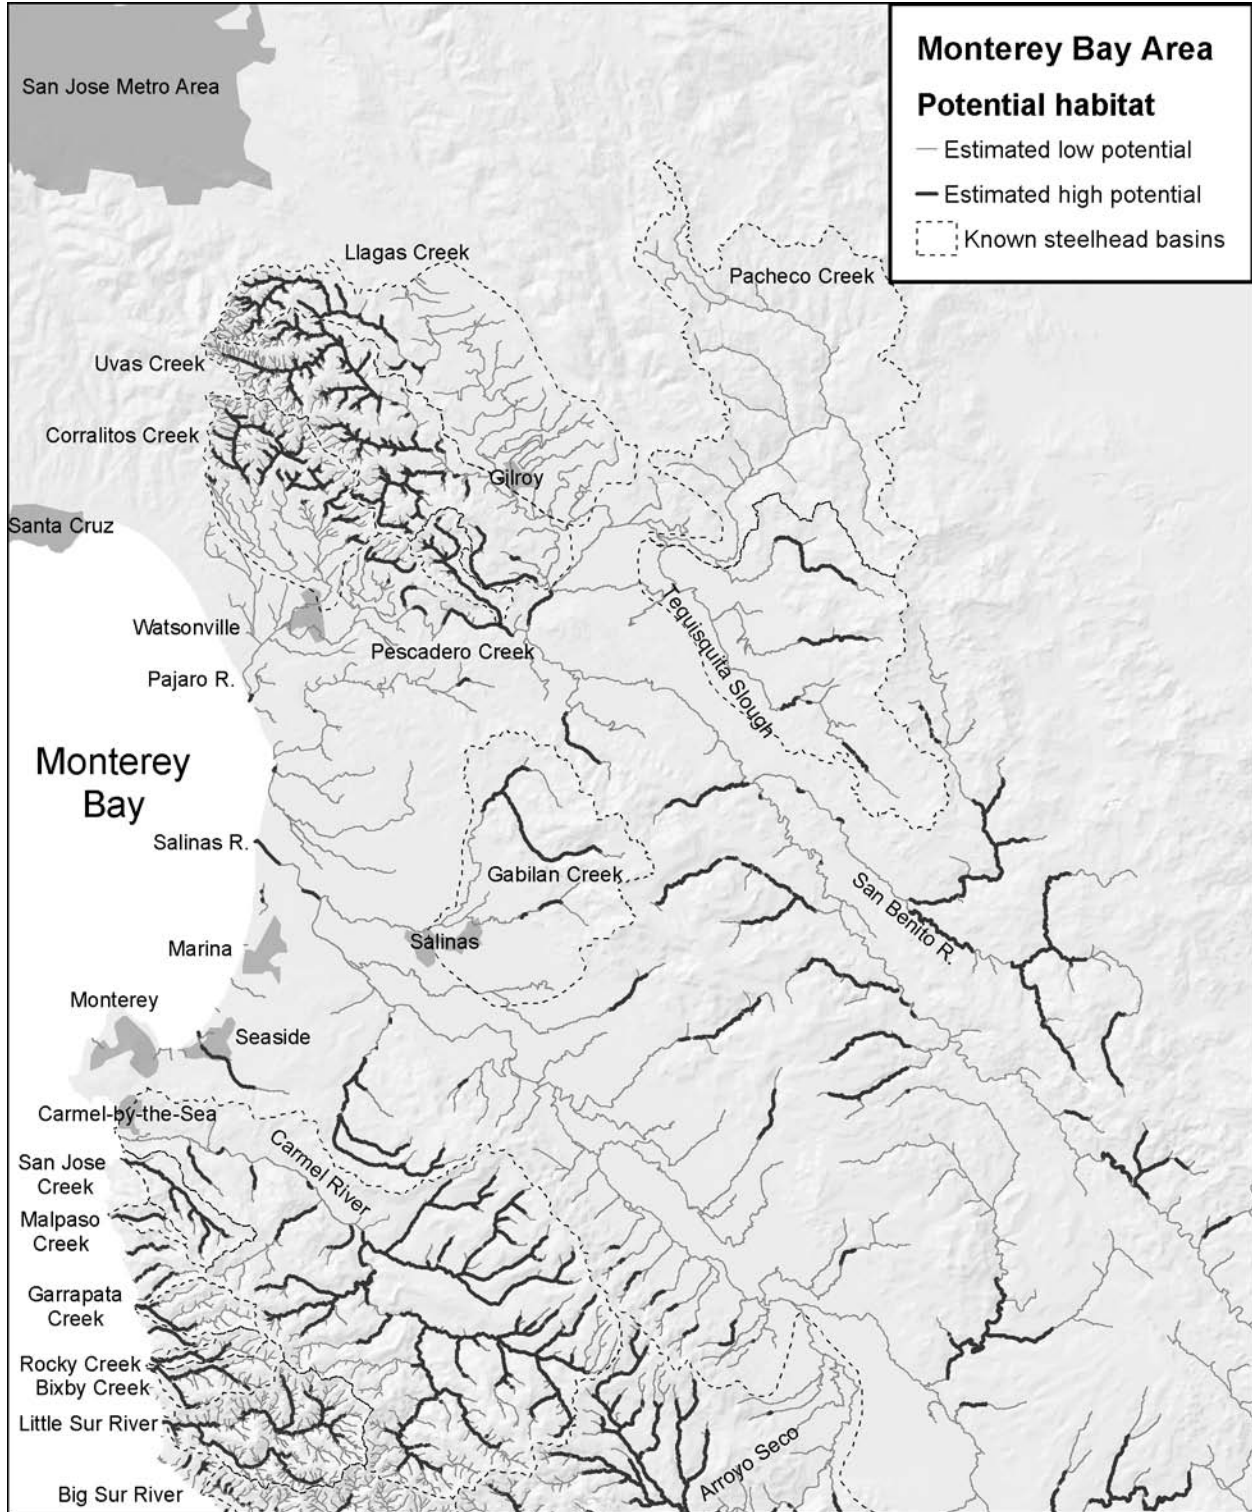 Monterey Bay Area
Potential habitat
Estimated low potential
Estimated high potential
Known steelhead basins
San Jose Metro Area
Llagas Creek
Pacheco Creek
Uvas Creek
Corralitos Creek
Gilroy
Santa Cruz
Tequisquita Slough
Watsonville
Pescadero Creek
Pajaro R.
Monterey
Bay
Salinas R.
Gabilan Creek
San Benito R.
Salinas
Marina
Monterey
Seaside
Carmel-by-the-Sea
Carmel River
San Jose
Creek
Malpaso
Creek
Garrapata
Creek
Rocky Creek
Bixby Creek
Little Sur River
Arroyo Seco
Big Sur River